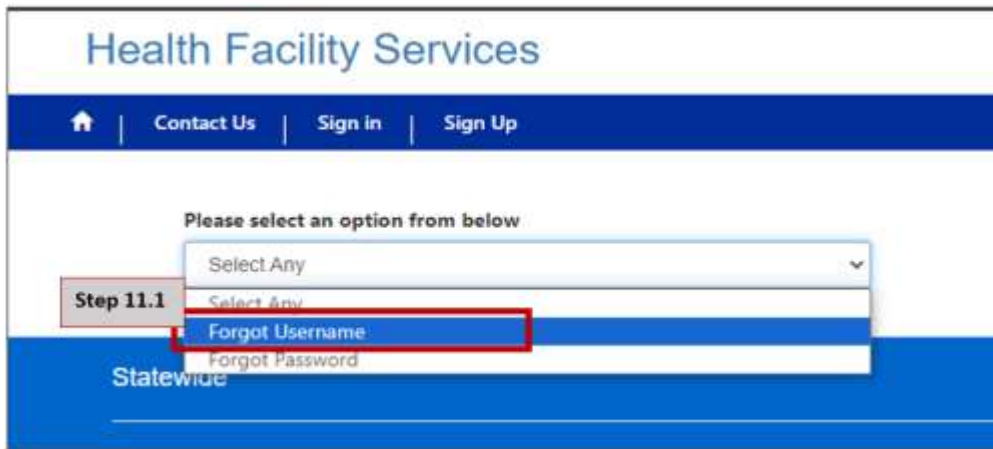 Health Facility Services
Contact Us | Sign in | Sign Up
Please select an option from below
Select Any
Step 11.1
Select Any
Forgot Username
Forgot Password
Statewide